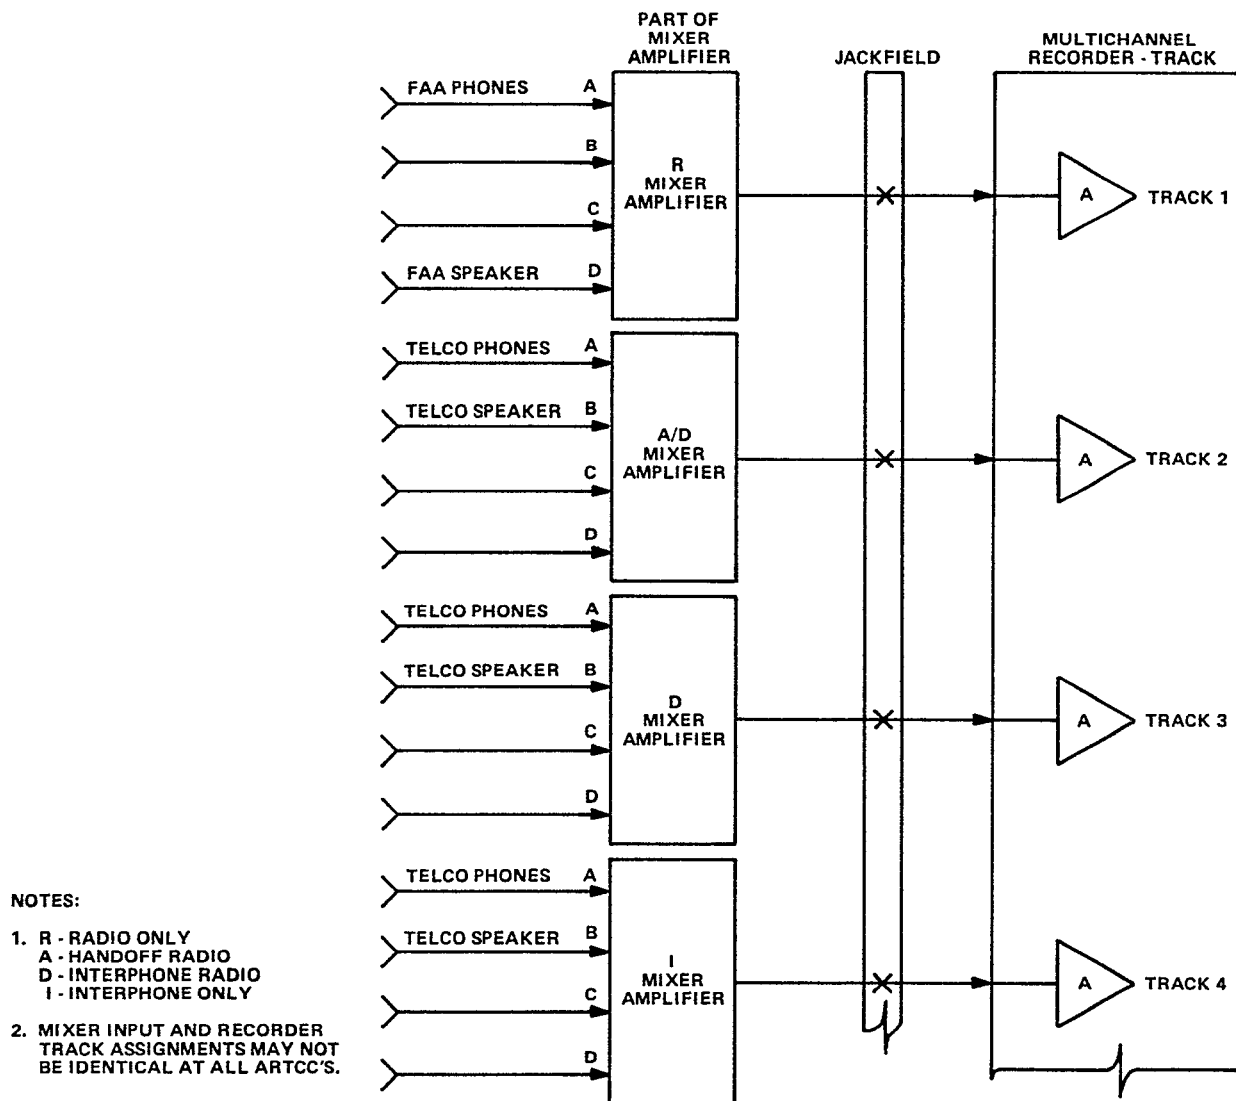 PART OF
MIXER
AMPLIFIER
JACKFIELD
MULTICHANNEL
RECORDER - TRACK
FAA PHONES A
B
C
FAA SPEAKER D
R
MIXER
AMPLIFIER
A TRACK 1
TELCO PHONES A
TELCO SPEAKER B
C
D
A/D
MIXER
AMPLIFIER
A TRACK 2
TELCO PHONES A
TELCO SPEAKER B
C
D
D
MIXER
AMPLIFIER
A TRACK 3
TELCO PHONES A
TELCO SPEAKER B
C
D
I
MIXER
AMPLIFIER
A TRACK 4
NOTES:
1. R - RADIO ONLY
A - HANDOFF RADIO
D - INTERPHONE RADIO
I - INTERPHONE ONLY
2. MIXER INPUT AND RECORDER
TRACK ASSIGNMENTS MAY NOT
BE IDENTICAL AT ALL ARTCC'S.